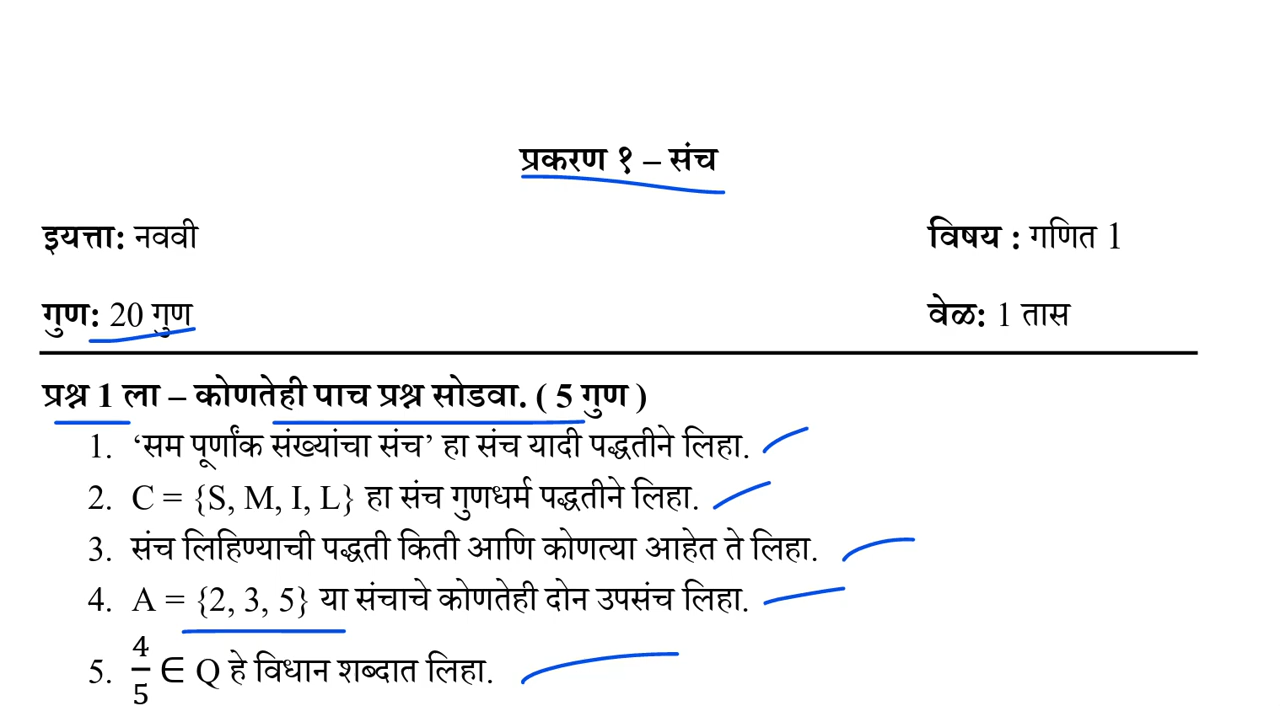 प्रकरण १ – संच
इयत्ता: नववी विषय : गणित 1
गुण: 20 गुण वेळ: 1 तास
प्रश्न 1 ला – कोणतेही पाच प्रश्न सोडवा. ( 5 गुण )
1. ‘सम पूर्णांक संख्यांचा संच’ हा संच यादी पद्धतीने लिहा.
2. C = {S, M, I, L} हा संच गुणधर्म पद्धतीने लिहा.
3. संच लिहिण्याची पद्धती किती आणि कोणत्या आहेत ते लिहा.
4. A = {2, 3, 5} या संचाचे कोणतेही दोन उपसंच लिहा.
5. 4/5 ∈ Q हे विधान शब्दात लिहा.